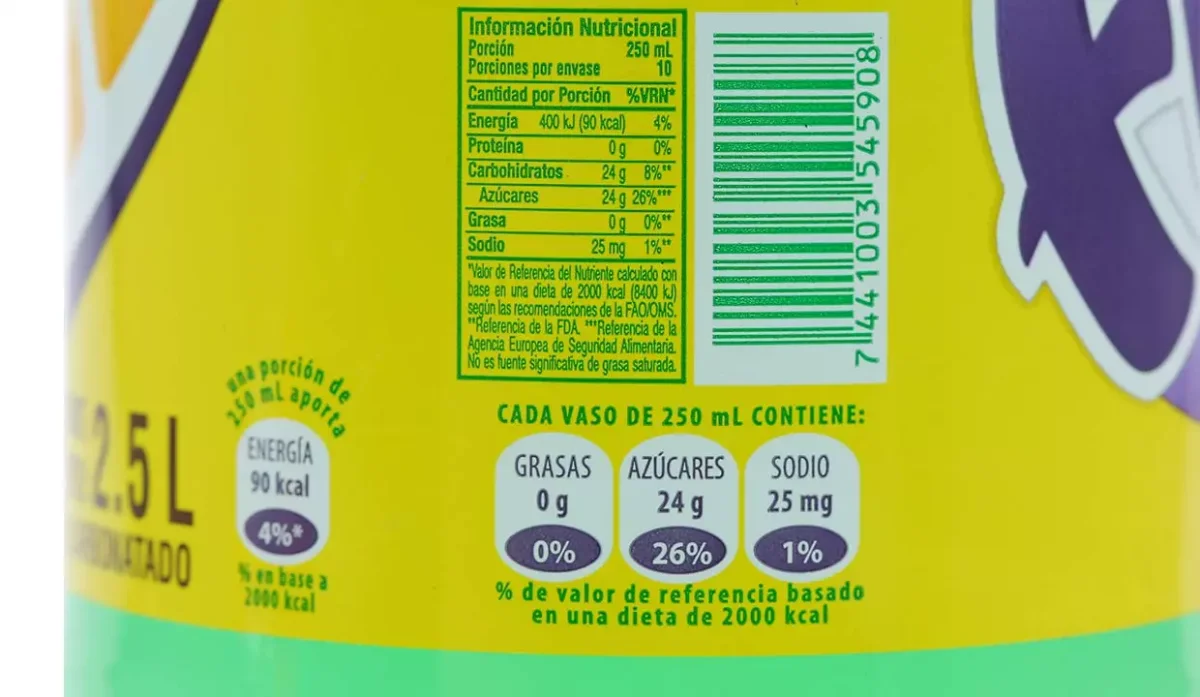 Información Nutricional
Porción 250 mL
Porciones por envase 10
Cantidad por Porción %VRN*
Energía 400 kJ (90 kcal) 4%
Proteína 0 g 0%
Carbohidratos 24 g 8%**
Azúcares 24 g 26%***
Grasa 0 g 0%**
Sodio 25 mg 1%**
*Valor de Referencia del Nutriente calculado con
base en una dieta de 2000 kcal (8400 kJ)
según las recomendaciones de la FAO/OMS.
**Referencia de la FDA. ***Referencia de la
Agencia Europea de Seguridad Alimentaria.
No es fuente significativa de grasa saturada.
7441003545908
2.5 L
una porción de
250 mL aporta
ENERGÍA
90 kcal
4%*
% en base a
2000 kcal
CADA VASO DE 250 mL CONTIENE:
GRASAS
0 g
0%
AZÚCARES
24 g
26%
SODIO
25 mg
1%
% de valor de referencia basado
en una dieta de 2000 kcal